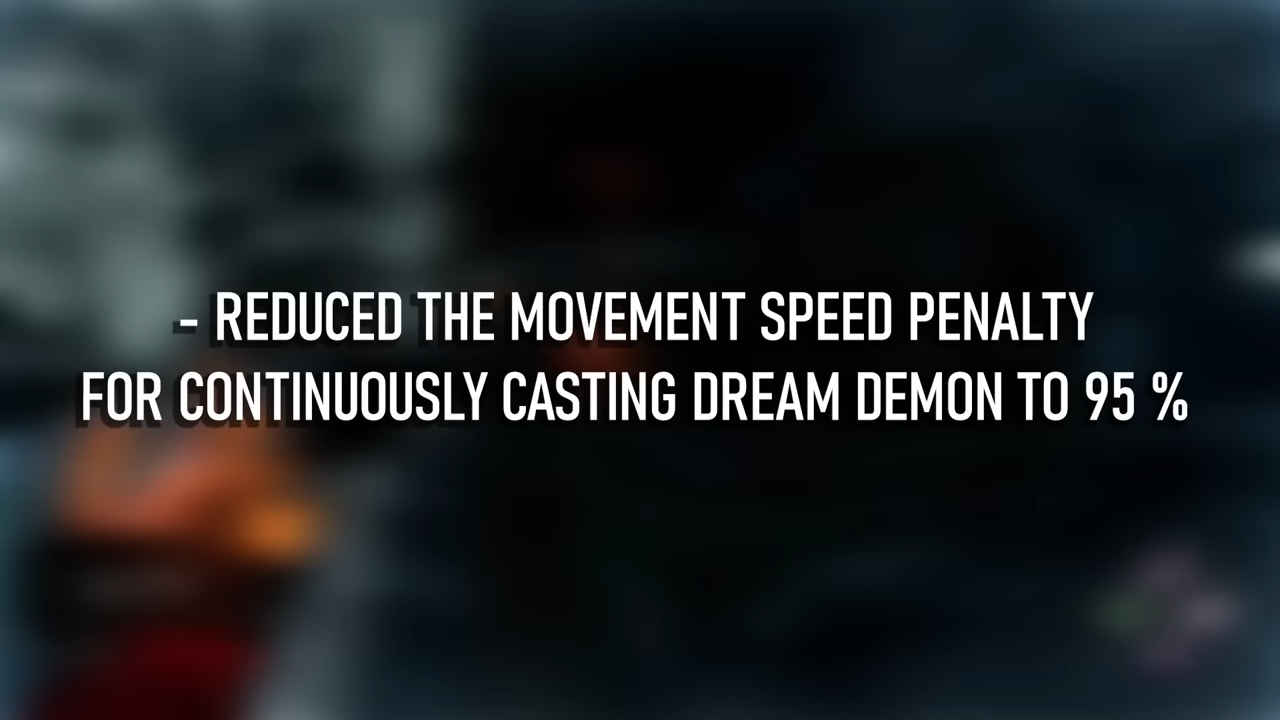 - REDUCED THE MOVEMENT SPEED PENALTY
FOR CONTINUOUSLY CASTING DREAM DEMON TO 95 %